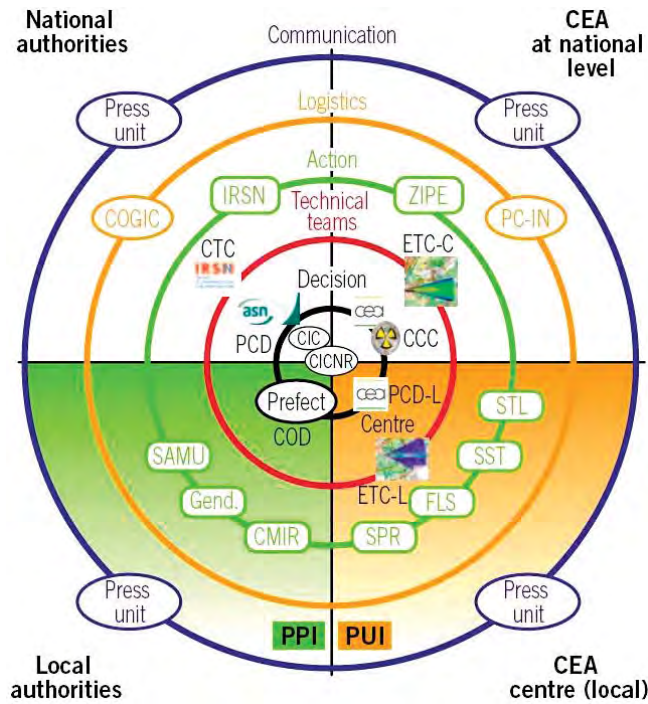 National
authorities
CEA
at national
level
Communication
Press
unit
Press
unit
Logistics
Action
IRSN
ZIPE
COGIC
PC-IN
Technical
teams
CTC
IRSN
ETC-C
Decision
asn
cea
CIC
PCD
CCC
CICNR
Prefect
cea
PCD-L
COD
Centre
STL
SAMU
SST
ETC-L
Gend.
FLS
CMIR
SPR
Press
unit
Press
unit
PPI
PUI
Local
authorities
CEA
centre (local)